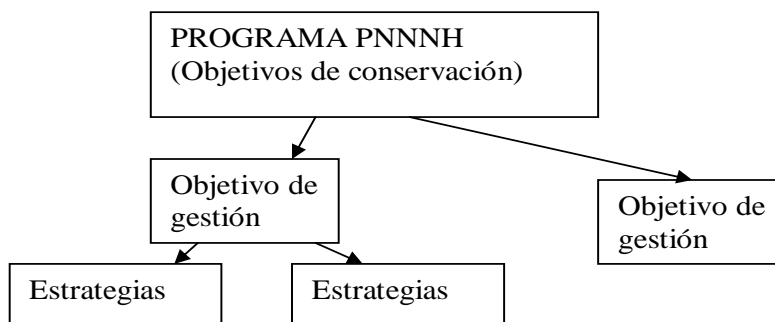 PROGRAMA PNNNH
(Objetivos de conservación)
Objetivo de
gestión
Objetivo de
gestión
Estrategias
Estrategias